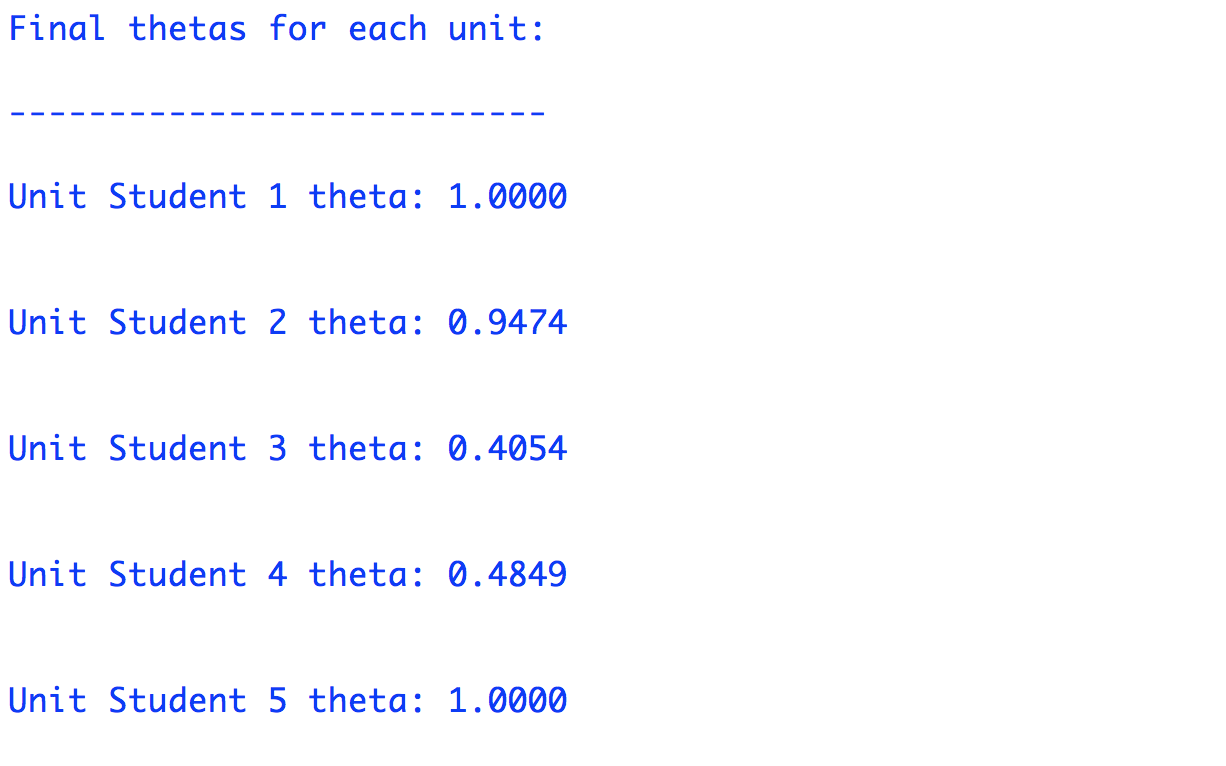 Final thetas for each unit:
---------------------------
Unit Student 1 theta: 1.0000
Unit Student 2 theta: 0.9474
Unit Student 3 theta: 0.4054
Unit Student 4 theta: 0.4849
Unit Student 5 theta: 1.0000